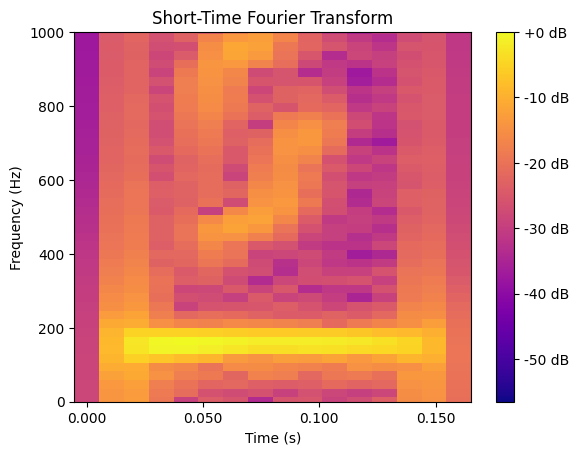 Short-Time Fourier Transform
1000
800
600
400
200
0
Frequency (Hz)
0.000
0.050
0.100
0.150
Time (s)
+0 dB
-10 dB
-20 dB
-30 dB
-40 dB
-50 dB